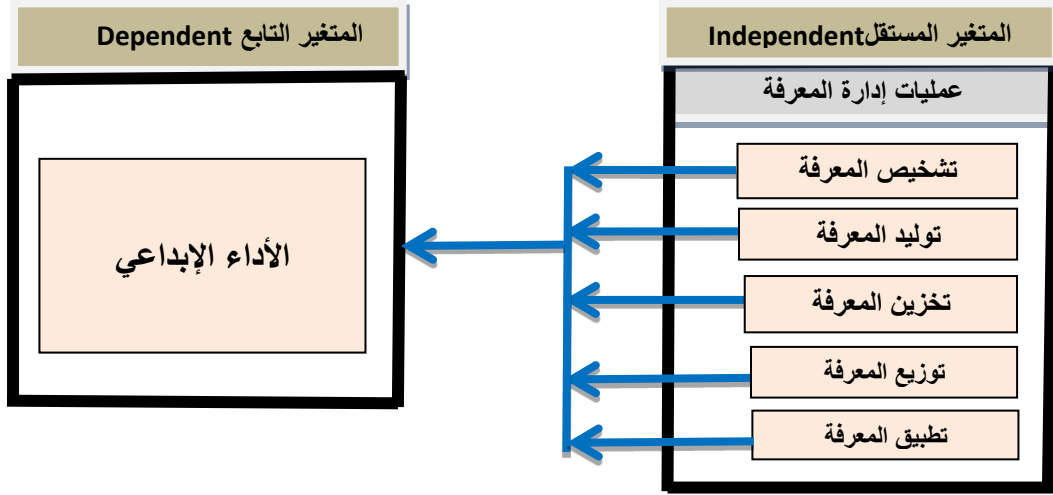 المتغير المستقلIndependent
عمليات إدارة المعرفة
تشخيص المعرفة
توليد المعرفة
تخزين المعرفة
توزيع المعرفة
تطبيق المعرفة
المتغير التابع Dependent
الأداء الإبداعي